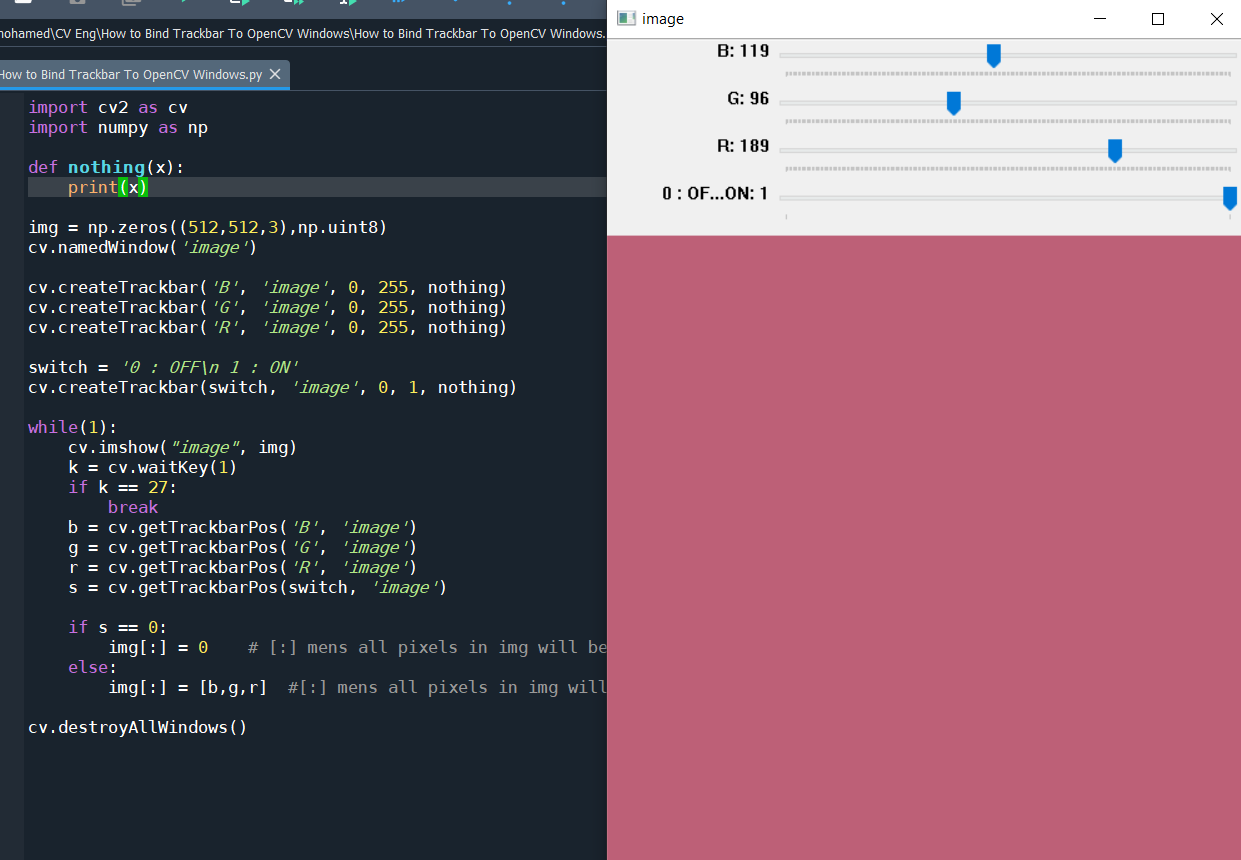 mohamed\CV Eng\How to Bind Trackbar To OpenCV Windows\How to Bind Trackbar To OpenCV Windows.
How to Bind Trackbar To OpenCV Windows.py
import cv2 as cv
import numpy as np
def nothing(x):
    print(x)
img = np.zeros((512,512,3),np.uint8)
cv.namedWindow('image')
cv.createTrackbar('B', 'image', 0, 255, nothing)
cv.createTrackbar('G', 'image', 0, 255, nothing)
cv.createTrackbar('R', 'image', 0, 255, nothing)
switch = '0 : OFF\n 1 : ON'
cv.createTrackbar(switch, 'image', 0, 1, nothing)
while(1):
    cv.imshow("image", img)
    k = cv.waitKey(1)
    if k == 27:
        break
    b = cv.getTrackbarPos('B', 'image')
    g = cv.getTrackbarPos('G', 'image')
    r = cv.getTrackbarPos('R', 'image')
    s = cv.getTrackbarPos(switch, 'image')
    if s == 0:
        img[:] = 0    # [:] mens all pixels in img will be
    else:
        img[:] = [b,g,r]  #[:] mens all pixels in img will
cv.destroyAllWindows()
image
B: 119
G: 96
R: 189
0 : OF...ON: 1